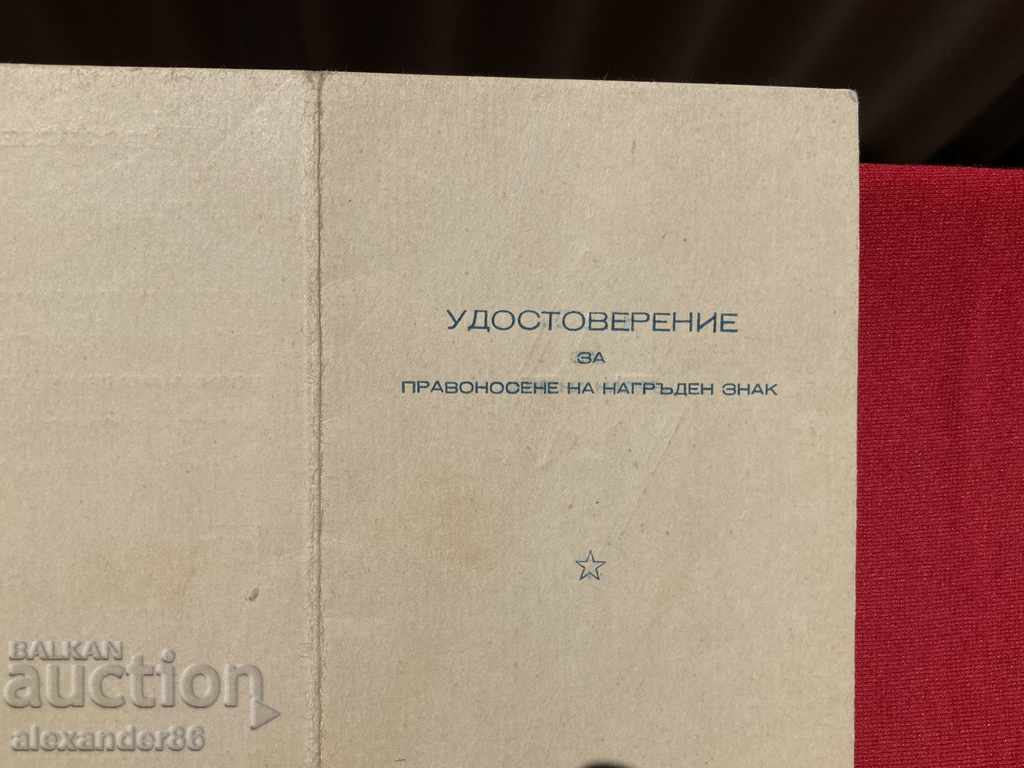 УДОСТОВЕРЕНИЕ
ЗА
ПРАВОНОСЕНЕ НА НАГРЪДЕН ЗНАК
BALKAN
auction
alexander86